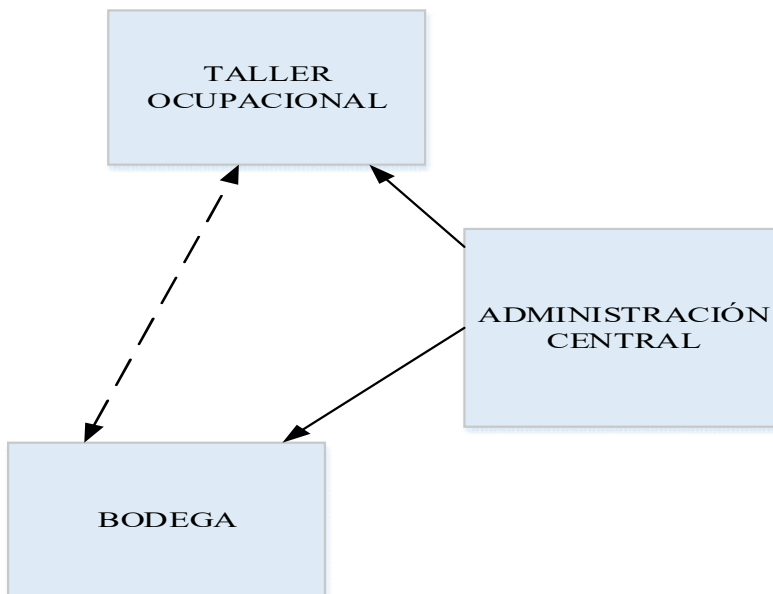 TALLER
OCUPACIONAL
ADMINISTRACIÓN
CENTRAL
BODEGA